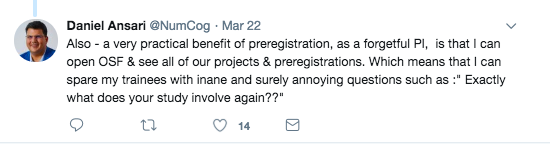 Daniel Ansari @NumCog · Mar 22
Also - a very practical benefit of preregistration, as a forgetful PI,  is that I can
open OSF & see all of our projects & preregistrations. Which means that I can
spare my trainees with inane and surely annoying questions such as :" Exactly
what does your study involve again??"
14